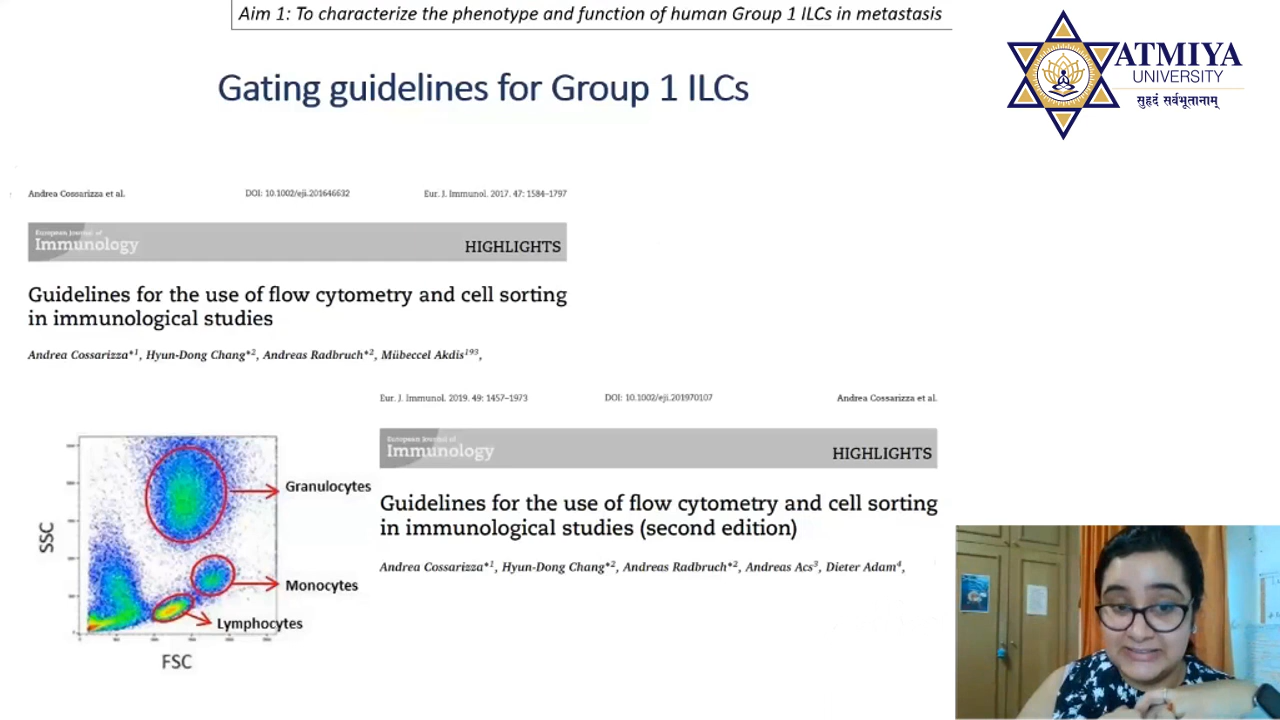 Aim 1: To characterize the phenotype and function of human Group 1 ILCs in metastasis
ATMIYA
UNIVERSITY
सुहृदं सर्वभूतानाम्
Gating guidelines for Group 1 ILCs
Andrea Cossarizza et al.
DOI: 10.1002/eji.201646632
Eur. J. Immunol. 2017. 47: 1584–1797
European Journal of
Immunology
HIGHLIGHTS
Guidelines for the use of flow cytometry and cell sorting
in immunological studies
Andrea Cossarizza*1, Hyun-Dong Chang*2, Andreas Radbruch*2, Mübeccel Akdis193,
Eur. J. Immunol. 2019. 49: 1457–1973
DOI: 10.1002/eji.201970107
Andrea Cossarizza et al.
European Journal of
Immunology
HIGHLIGHTS
Guidelines for the use of flow cytometry and cell sorting
in immunological studies (second edition)
Andrea Cossarizza*1, Hyun-Dong Chang*2, Andreas Radbruch*2, Andreas Acs3, Dieter Adam4,
SSC
Granulocytes
Monocytes
Lymphocytes
FSC